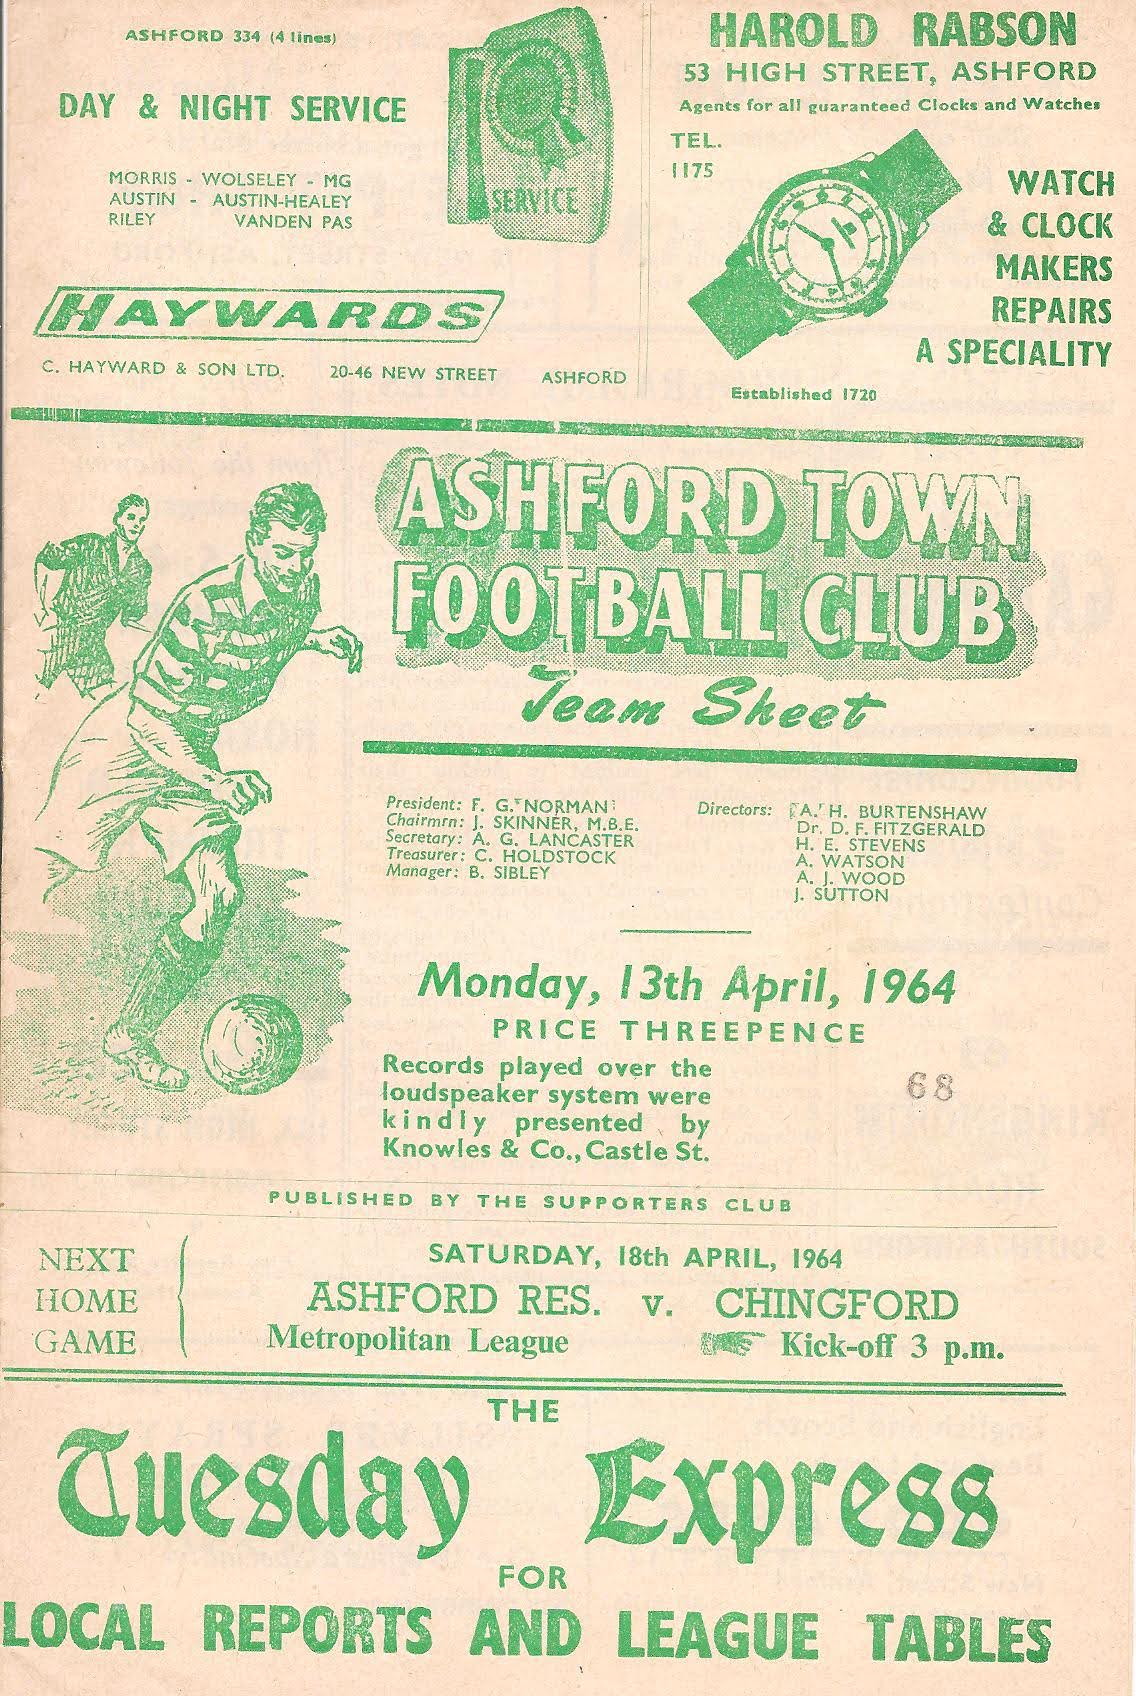 ASHFORD 334 (4 lines)
DAY & NIGHT SERVICE
MORRIS - WOLSELEY - MG
AUSTIN - AUSTIN-HEALEY
RILEY VANDEN PAS
SERVICE
HAYWARDS
C. HAYWARD & SON LTD. 20-46 NEW STREET ASHFORD
HAROLD RABSON
53 HIGH STREET, ASHFORD
Agents for all guaranteed Clocks and Watches
TEL.
1175
WATCH
& CLOCK
MAKERS
REPAIRS
A SPECIALITY
Established 1720
ASHFORD TOWN
FOOTBALL CLUB
Team Sheet
President: F. G. NORMAN
Chairmrn: J. SKINNER, M.B.E.
Secretary: A. G. LANCASTER
Treasurer: C. HOLDSTOCK
Manager: B. SIBLEY
Directors: A. H. BURTENSHAW
Dr. D. F. FITZGERALD
H. E. STEVENS
A. WATSON
A. J. WOOD
J. SUTTON
Monday, 13th April, 1964
PRICE THREEPENCE
Records played over the
loudspeaker system were
kindly presented by
Knowles & Co., Castle St.
68
PUBLISHED BY THE SUPPORTERS CLUB
NEXT
HOME
GAME
SATURDAY, 18th APRIL, 1964
ASHFORD RES. v. CHINGFORD
Metropolitan League Kick-off 3 p.m.
THE
Tuesday Express
FOR
LOCAL REPORTS AND LEAGUE TABLES